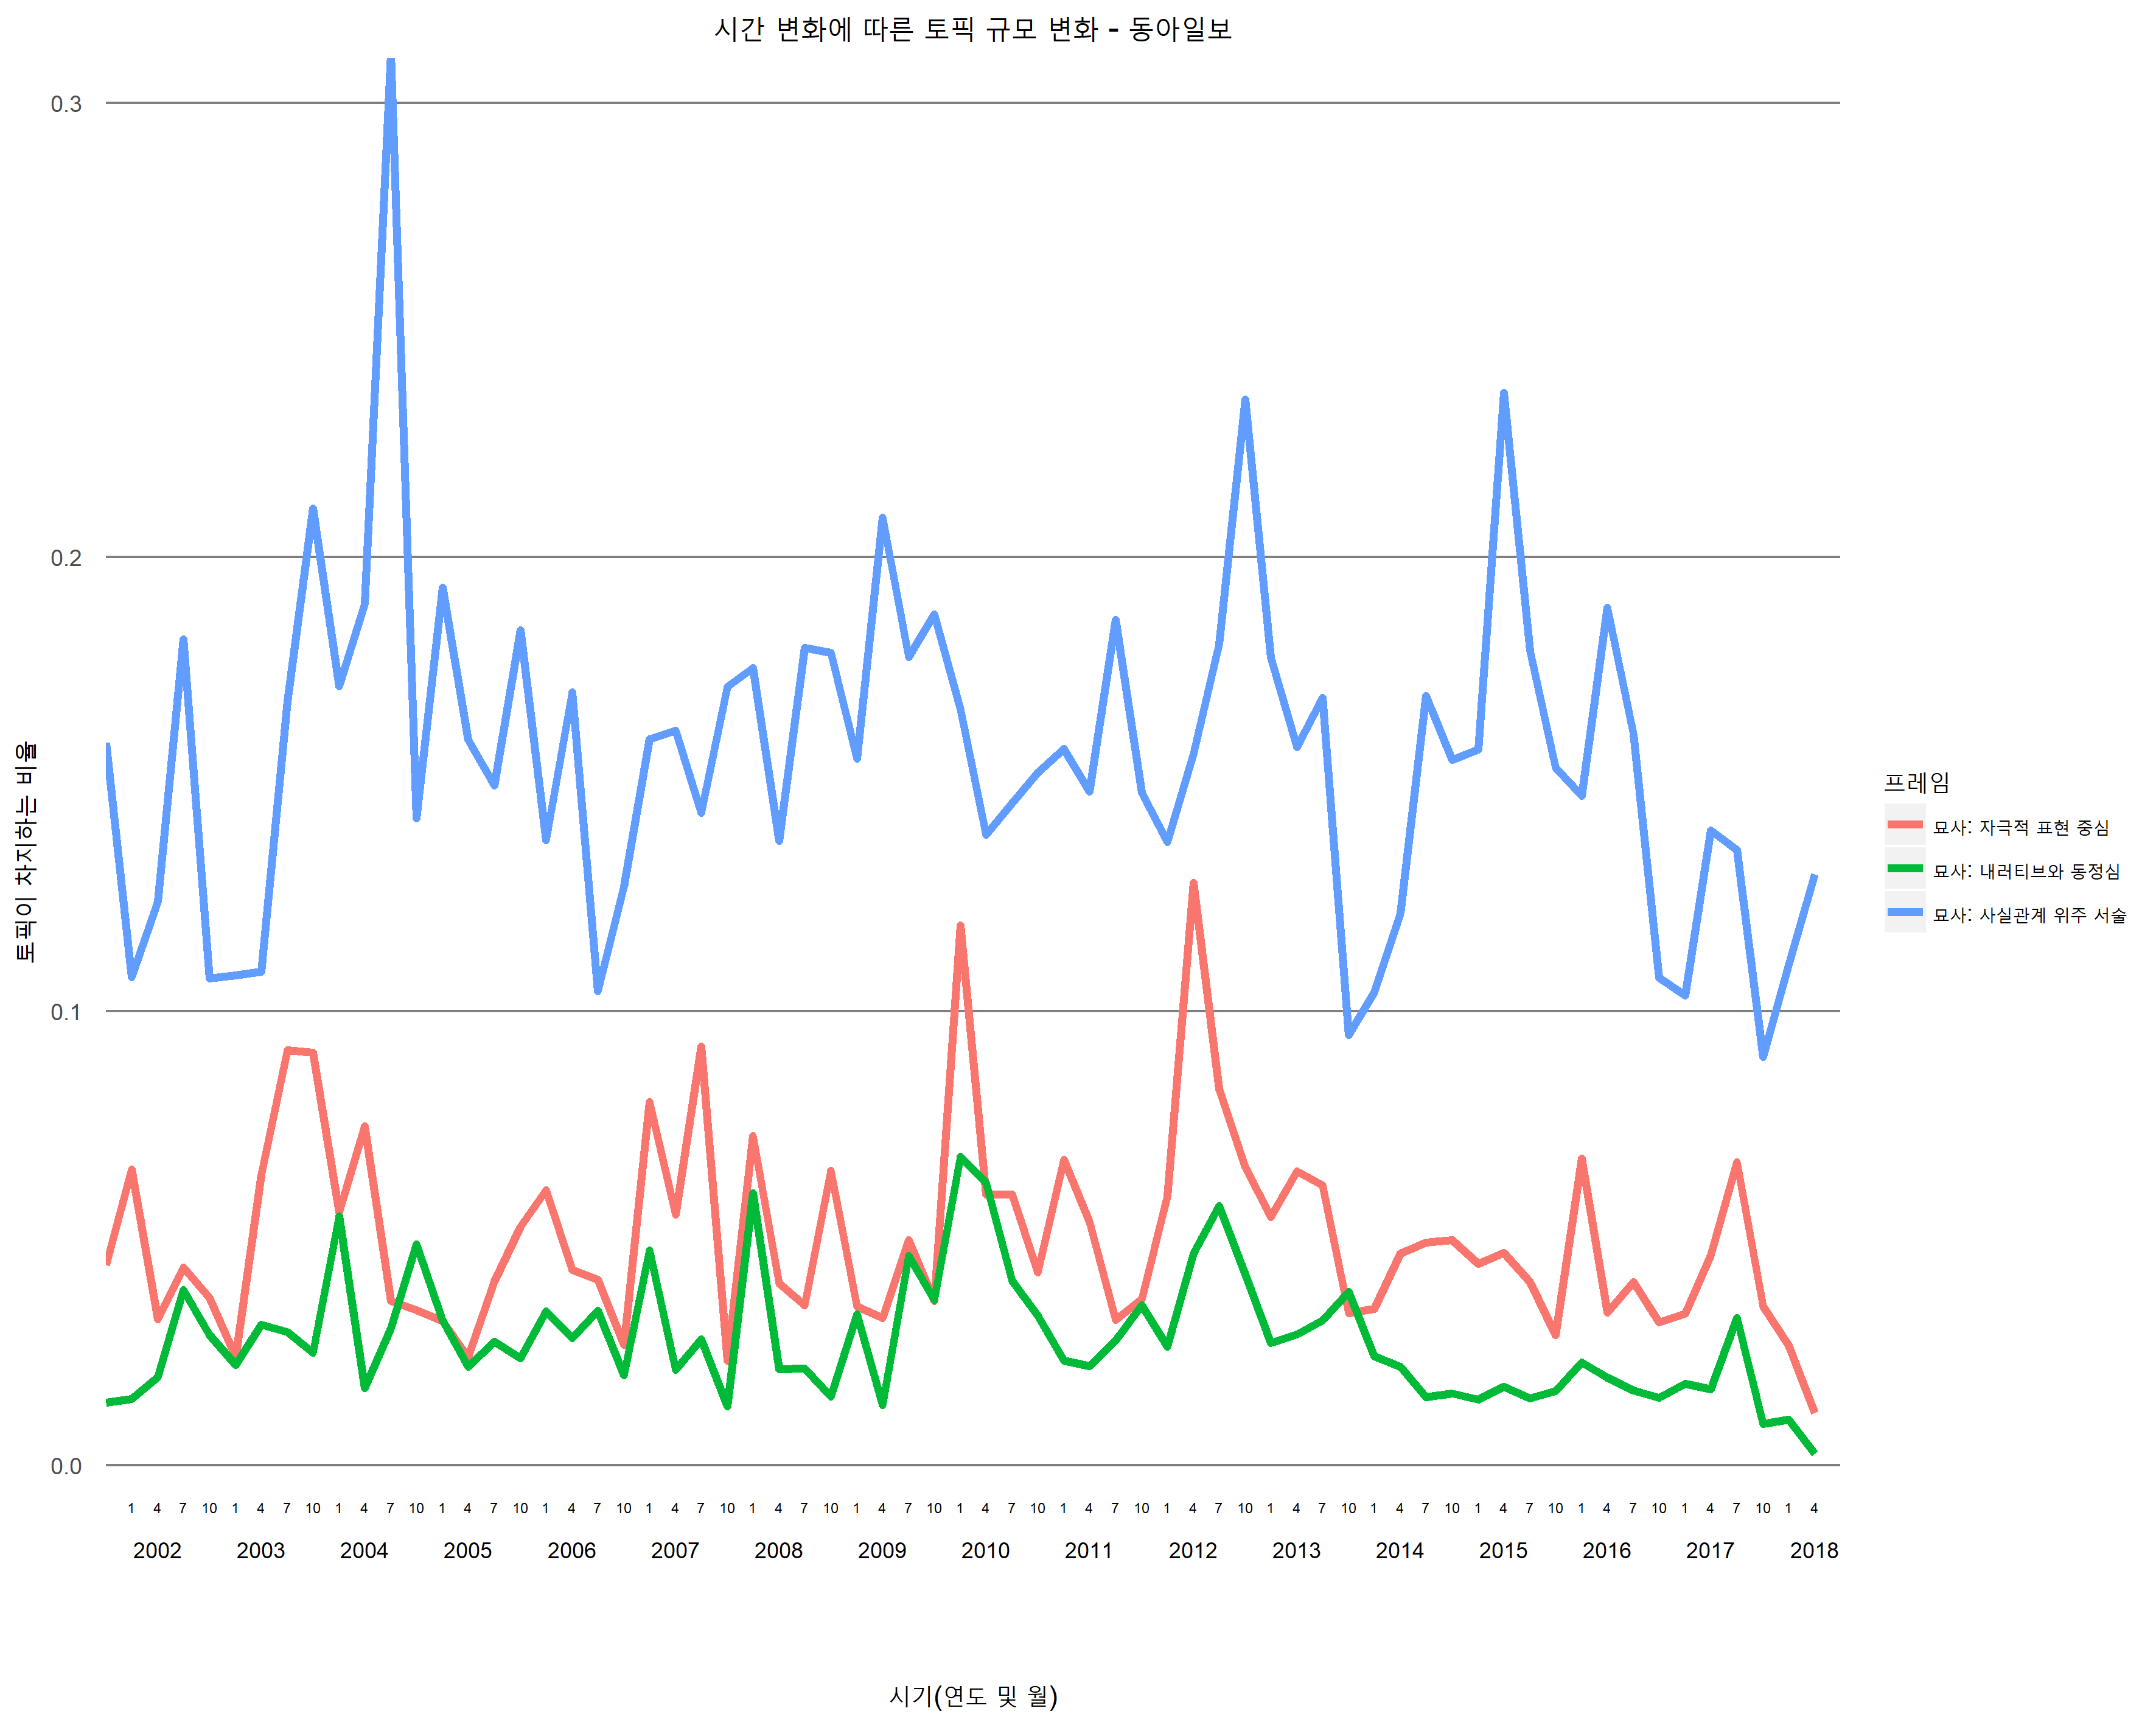 시간 변화에 따른 토픽 규모 변화 - 동아일보
토픽이 차지하는 비율
0.3
0.2
0.1
0.0
1 4 7 10 1 4 7 10 1 4 7 10 1 4 7 10 1 4 7 10 1 4 7 10 1 4 7 10 1 4 7 10 1 4 7 10 1 4 7 10 1 4 7 10 1 4 7 10 1 4 7 10 1 4 7 10 1 4 7 10 1 4 7 10 1 4
2002 2003 2004 2005 2006 2007 2008 2009 2010 2011 2012 2013 2014 2015 2016 2017 2018
시기(연도 및 월)
프레임
묘사: 자극적 표현 중심
묘사: 내러티브와 동정심
묘사: 사실관계 위주 서술